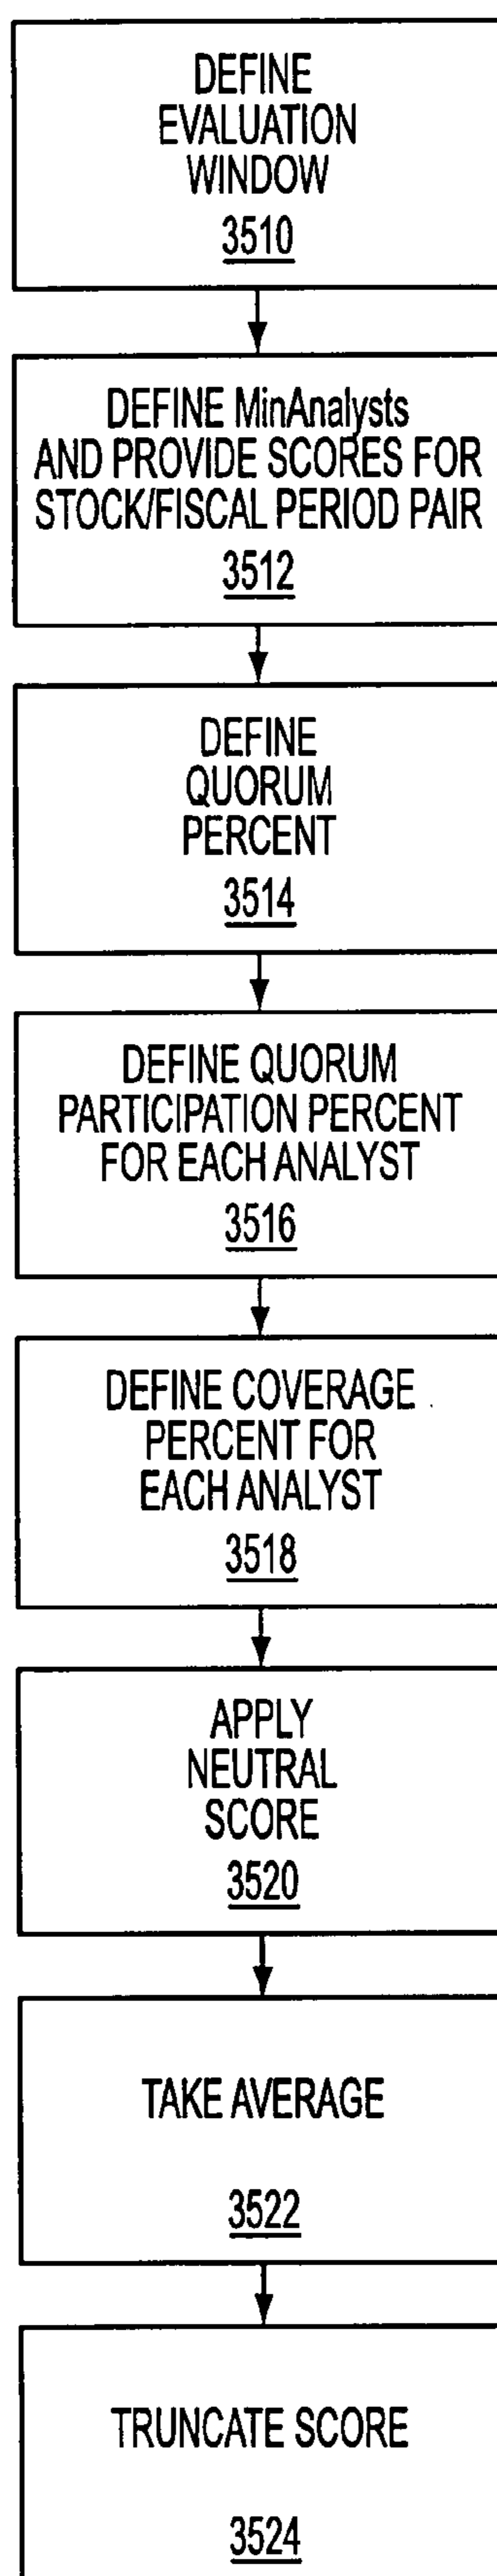 DEFINE
EVALUATION
WINDOW
3510
DEFINE MinAnalysts
AND PROVIDE SCORES FOR
STOCK/FISCAL PERIOD PAIR
3512
DEFINE
QUORUM
PERCENT
3514
DEFINE QUORUM
PARTICIPATION PERCENT
FOR EACH ANALYST
3516
DEFINE COVERAGE
PERCENT FOR
EACH ANALYST
3518
APPLY
NEUTRAL
SCORE
3520
TAKE AVERAGE
3522
TRUNCATE SCORE
3524